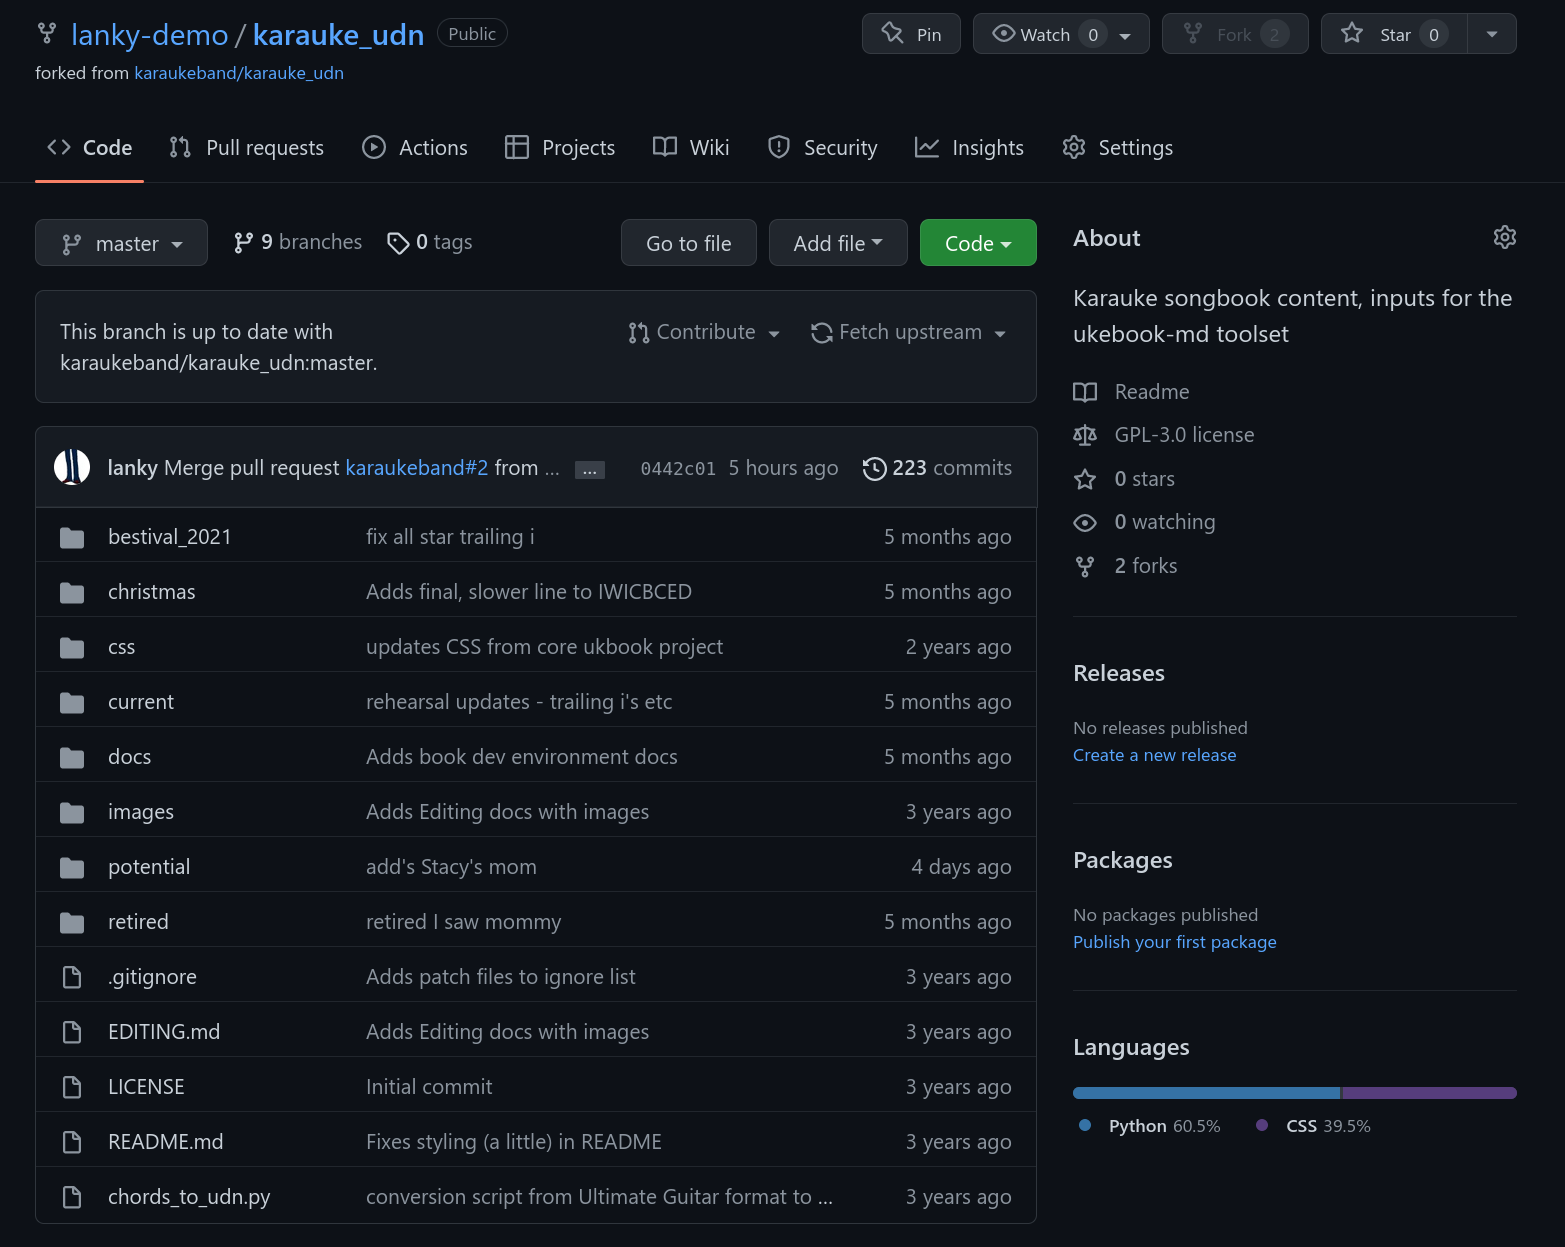 lanky-demo / karauke_udn Public
Pin
Watch 0
Fork 2
Star 0
forked from karaukeband/karauke_udn
Code
Pull requests
Actions
Projects
Wiki
Security
Insights
Settings
master
9 branches
0 tags
Go to file
Add file
Code
This branch is up to date with
karaukeband/karauke_udn:master.
Contribute
Fetch upstream
lanky Merge pull request karaukeband#2 from ... ... 0442c01 5 hours ago 223 commits
bestival_2021 fix all star trailing i 5 months ago
christmas Adds final, slower line to IWICBCED 5 months ago
css updates CSS from core ukbook project 2 years ago
current rehearsal updates - trailing i's etc 5 months ago
docs Adds book dev environment docs 5 months ago
images Adds Editing docs with images 3 years ago
potential add's Stacy's mom 4 days ago
retired retired I saw mommy 5 months ago
.gitignore Adds patch files to ignore list 3 years ago
EDITING.md Adds Editing docs with images 3 years ago
LICENSE Initial commit 3 years ago
README.md Fixes styling (a little) in README 3 years ago
chords_to_udn.py conversion script from Ultimate Guitar format to ... 3 years ago
About
Karauke songbook content, inputs for the
ukebook-md toolset
Readme
GPL-3.0 license
0 stars
0 watching
2 forks
Releases
No releases published
Create a new release
Packages
No packages published
Publish your first package
Languages
Python 60.5%
CSS 39.5%